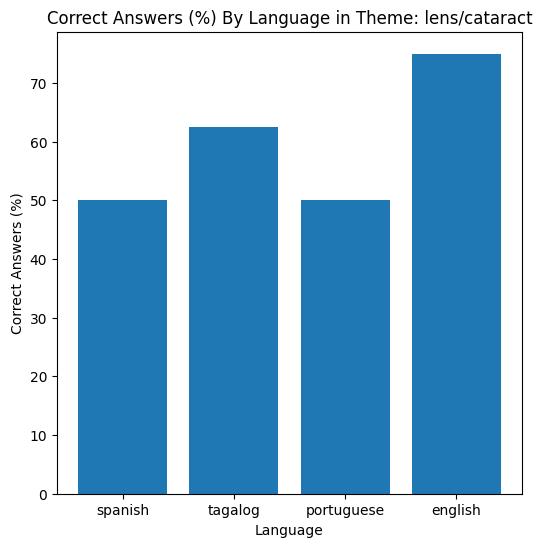 Correct Answers (%) By Language in Theme: lens/cataract
Correct Answers (%)
70
60
50
40
30
20
10
0
spanish tagalog portuguese english
Language